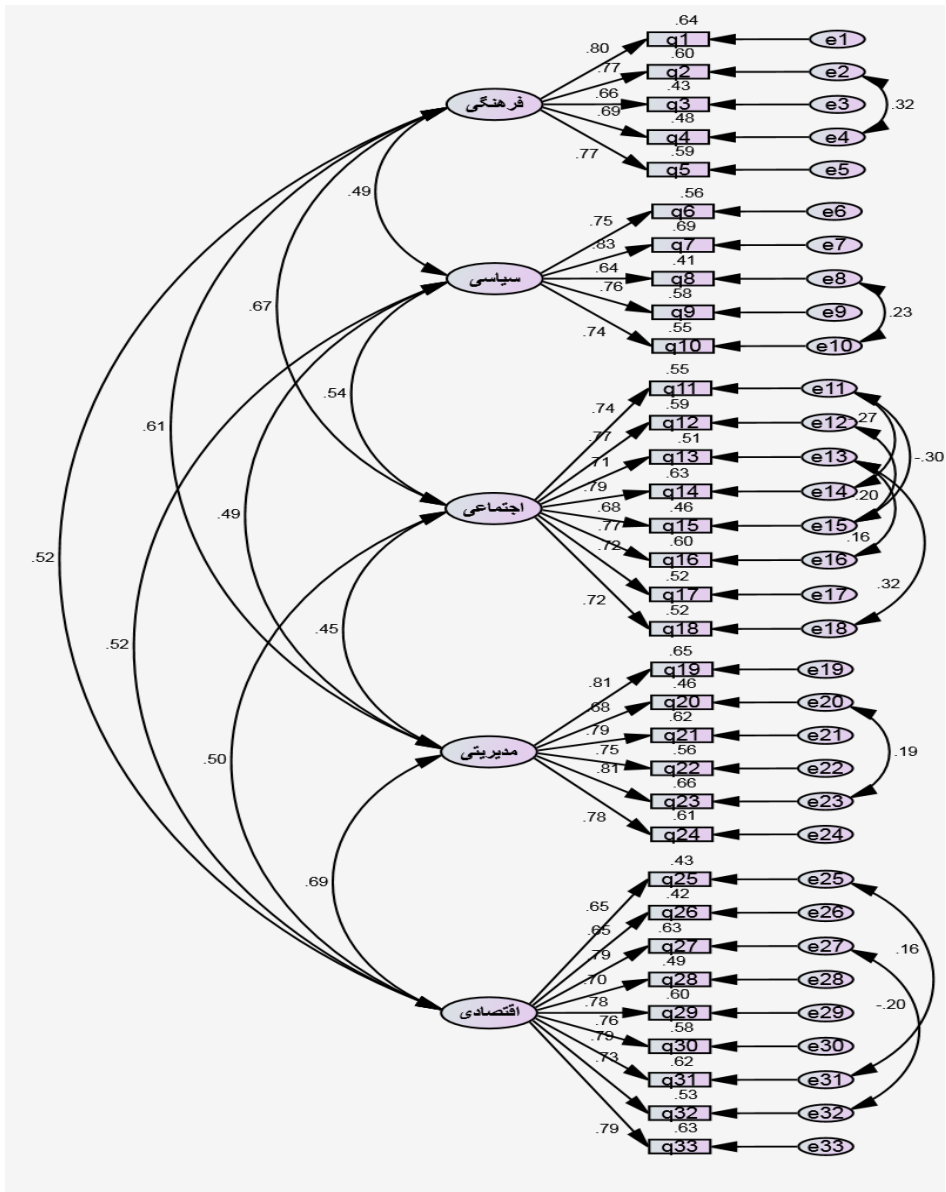 .64
.80 q1 e1
.60
.77 q2 e2
.43
.66 q3 e3 .32
.48
.69 q4 e4
.59
.77 q5 e5
فرهنگی
.49
.56
.75 q6 e6
.69
.83 q7 e7
.41
.64 q8 e8
.58
.76 q9 e9 .23
.55
.74 q10 e10
سیاسی
.67
.54
.61
.49
.52
.52
.55
.74 q11 e11
.59
.77 q12 e12 .27
.51
.71 q13 e13 -.30
.63
.79 q14 e14 .20
.46
.68 q15 e15
.16
.60
.77 q16 e16
.52
.72 q17 e17 .32
.52
.72 q18 e18
اجتماعی
.45
.50
.65
.81 q19 e19
.46
.68 q20 e20
.62
.79 q21 e21 .19
.56
.75 q22 e22
.66
.81 q23 e23
.61
.78 q24 e24
مدیریتی
.69
.43
.65 q25 e25
.42
.65 q26 e26
.63
.79 q27 e27 .16
.49
.70 q28 e28 -.20
.60
.78 q29 e29
.58
.76 q30 e30
.62
.79 q31 e31
.53
.73 q32 e32
.63
.79 q33 e33
اقتصادی